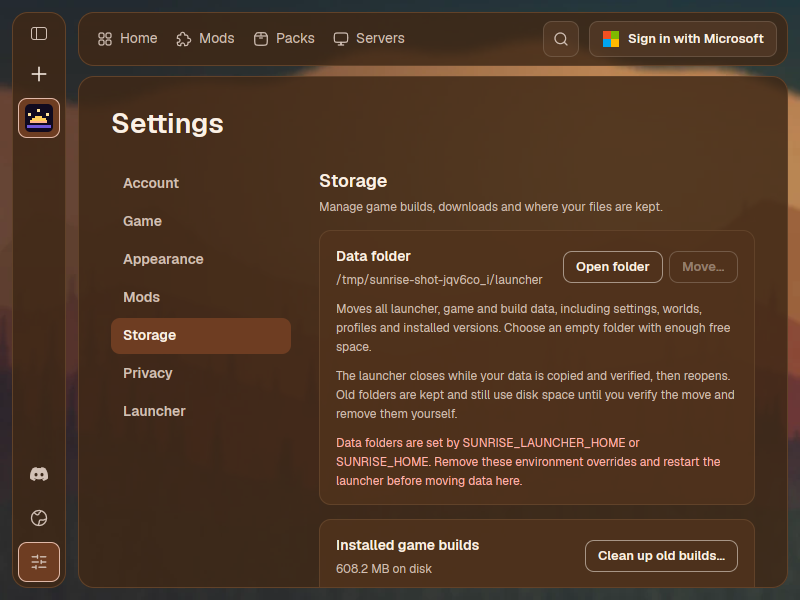 Home
Mods
Packs
Servers
Sign in with Microsoft
Settings
Account
Game
Appearance
Mods
Storage
Privacy
Launcher
Storage
Manage game builds, downloads and where your files are kept.
Data folder
/tmp/sunrise-shot-jqv6co_i/launcher
Open folder
Move...
Moves all launcher, game and build data, including settings, worlds,
profiles and installed versions. Choose an empty folder with enough free
space.
The launcher closes while your data is copied and verified, then reopens.
Old folders are kept and still use disk space until you verify the move and
remove them yourself.
Data folders are set by SUNRISE_LAUNCHER_HOME or
SUNRISE_HOME. Remove these environment overrides and restart the
launcher before moving data here.
Installed game builds
608.2 MB on disk
Clean up old builds...